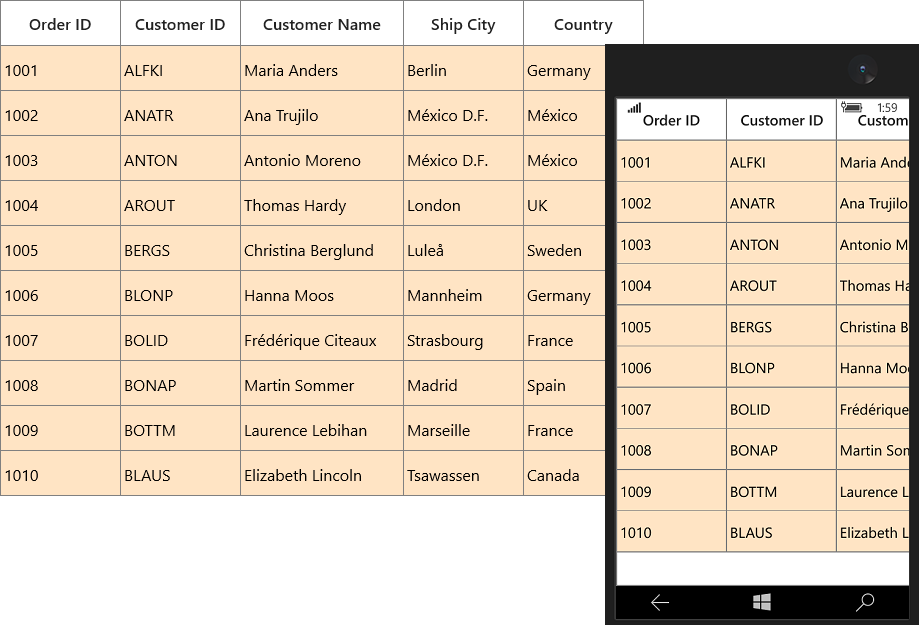 Order ID Customer ID Customer Name Ship City Country
1001 ALFKI Maria Anders Berlin Germany
1002 ANATR Ana Trujilo México D.F. México
1003 ANTON Antonio Moreno México D.F. México
1004 AROUT Thomas Hardy London UK
1005 BERGS Christina Berglund Luleå Sweden
1006 BLONP Hanna Moos Mannheim Germany
1007 BOLID Frédérique Citeaux Strasbourg France
1008 BONAP Martin Sommer Madrid Spain
1009 BOTTM Laurence Lebihan Marseille France
1010 BLAUS Elizabeth Lincoln Tsawassen Canada
1:59
Order ID Customer ID Custom
1001 ALFKI Maria And
1002 ANATR Ana Trujilo
1003 ANTON Antonio M
1004 AROUT Thomas Ha
1005 BERGS Christina B
1006 BLONP Hanna Moo
1007 BOLID Frédérique
1008 BONAP Martin Som
1009 BOTTM Laurence L
1010 BLAUS Elizabeth L